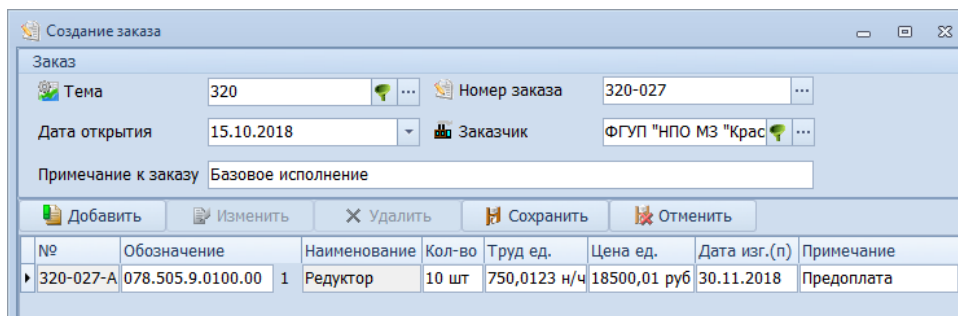 Создание заказа
Заказ
Тема 320 ... Номер заказа 320-027 ...
Дата открытия 15.10.2018 Заказчик ФГУП "НПО МЗ "Крас ...
Примечание к заказу Базовое исполнение
Добавить Изменить Удалить Сохранить Отменить
№ Обозначение Наименование Кол-во Труд ед. Цена ед. Дата изг.(п) Примечание
320-027-А 078.505.9.0100.00 1 Редуктор 10 шт 750,0123 н/ч 18500,01 руб 30.11.2018 Предоплата